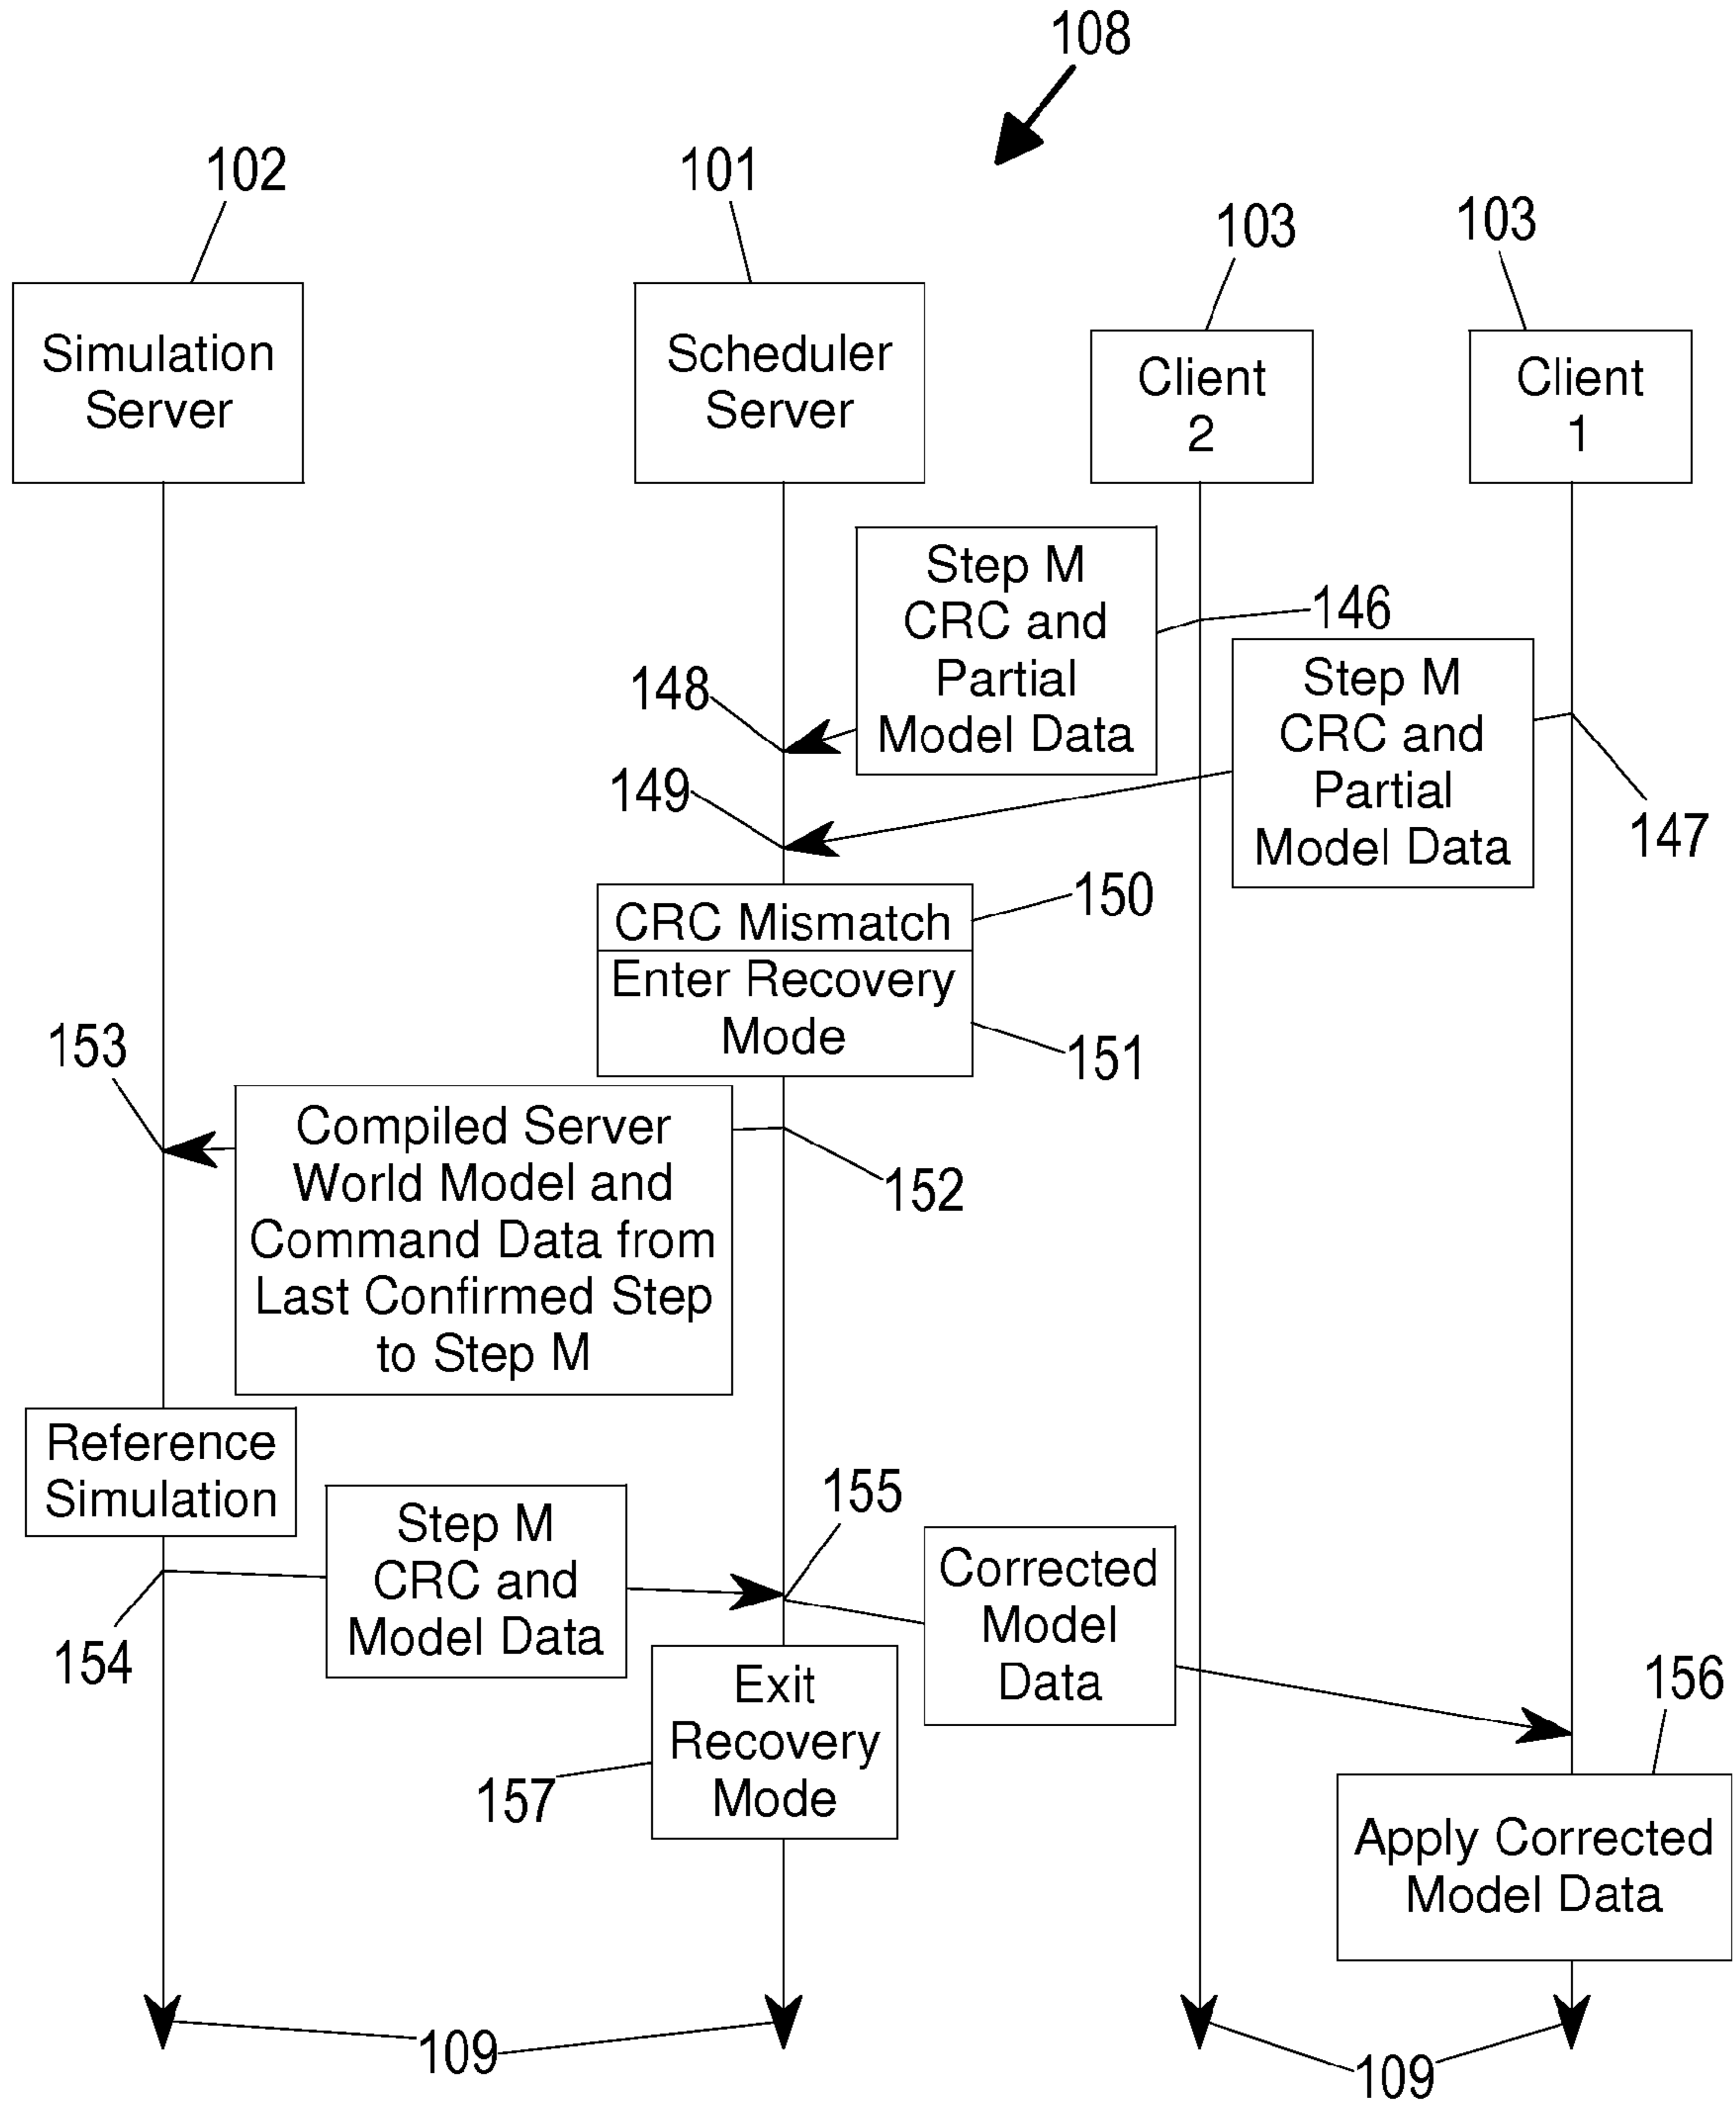 108
102
101
103
103
Simulation
Server
Scheduler
Server
Client
2
Client
1
Step M
CRC and
Partial
Model Data
146
Step M
CRC and
Partial
Model Data
147
148
149
CRC Mismatch
150
Enter Recovery
Mode
151
153
Compiled Server
World Model and
Command Data from
Last Confirmed Step
to Step M
152
Reference
Simulation
154
Step M
CRC and
Model Data
155
Corrected
Model
Data
Exit
Recovery
Mode
157
156
Apply Corrected
Model Data
109
109